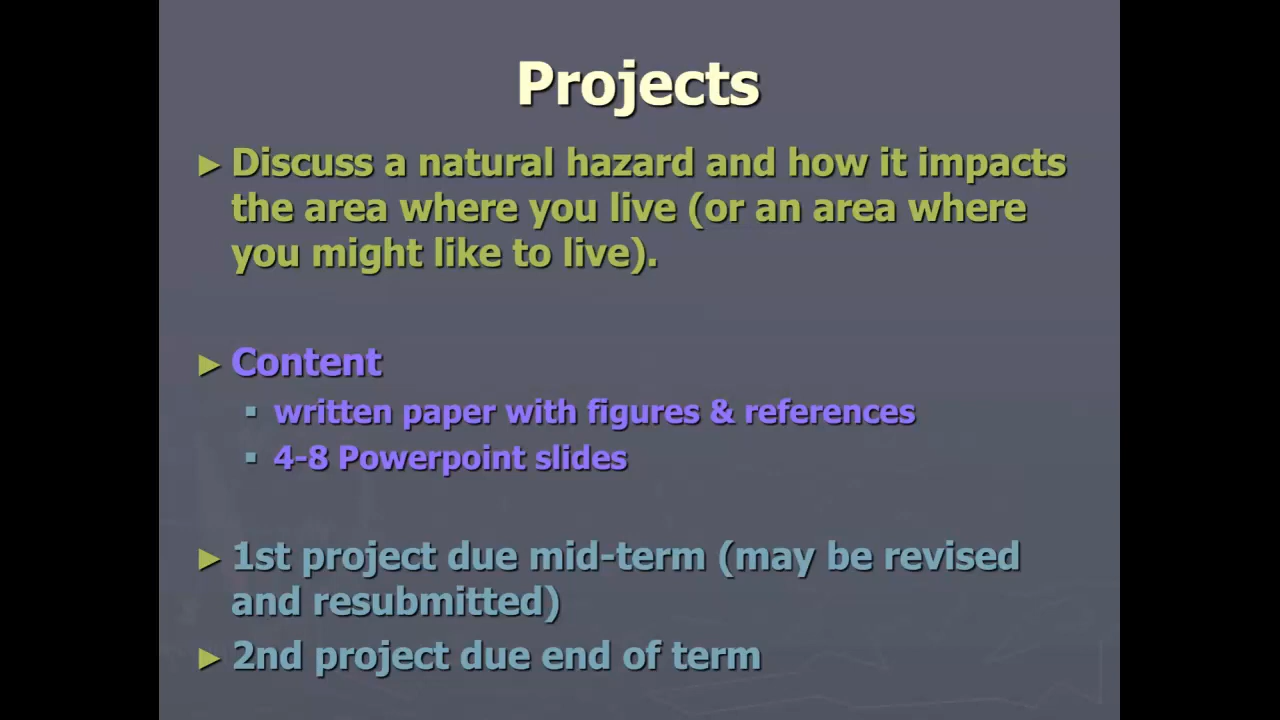 Projects
► Discuss a natural hazard and how it impacts
the area where you live (or an area where
you might like to live).
► Content
▪ written paper with figures & references
▪ 4-8 Powerpoint slides
► 1st project due mid-term (may be revised
and resubmitted)
► 2nd project due end of term